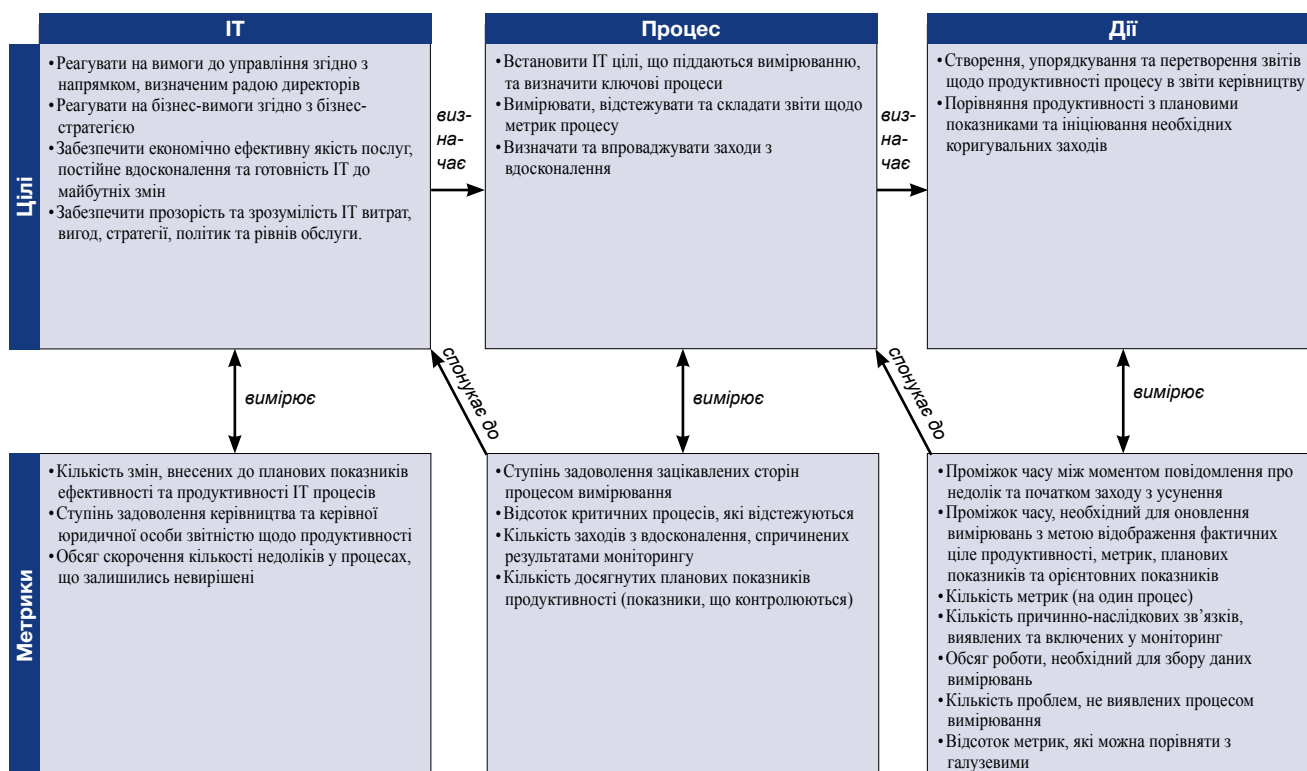 ІТ
Процес
Дії
Цілі
•Реагувати на вимоги до управління згідно з
напрямком, визначеним радою директорів
•Реагувати на бізнес-вимоги згідно з бізнес-
стратегією
•Забезпечити економічно ефективну якість послуг,
постійне вдосконалення та готовність ІТ до
майбутніх змін
•Забезпечити прозорість та зрозумілість ІТ витрат,
вигод, стратегії, політик та рівнів обслуги.
виз-
на-
чає
•Встановити ІТ цілі, що піддаються вимірюванню,
та визначити ключові процеси
•Вимірювати, відстежувати та складати звіти щодо
метрик процесу
•Визначати та впроваджувати заходи з
вдосконалення
виз-
на-
чає
•Створення, упорядкування та перетворення звітів
щодо продуктивності процесу в звіти керівництву
•Порівняння продуктивності з плановими
показниками та ініціювання необхідних
коригувальних заходів
вимірює
спонукає до
вимірює
спонукає до
вимірює
Метрики
•Кількість змін, внесених до планових показників
ефективності та продуктивності ІТ процесів
•Ступінь задоволення керівництва та керівної
юридичної особи звітністю щодо продуктивності
•Обсяг скорочення кількості недоліків у процесах,
що залишились невирішені
•Ступінь задоволення зацікавлених сторін
процесом вимірювання
•Відсоток критичних процесів, які відстежуються
•Кількість заходів з вдосконалення, спричинених
результатами моніторингу
•Кількість досягнутих планових показників
продуктивності (показники, що контролюються)
•Проміжок часу між моментом повідомлення про
недолік та початком заходу з усунення
•Проміжок часу, необхідний для оновлення
вимірювань з метою відображення фактичних
ціле продуктивності, метрик, планових
показників та орієнтовних показників
•Кількість метрик (на один процес)
•Кількість причинно-наслідкових зв’язків,
виявлених та включених у моніторинг
•Обсяг роботи, необхідний для збору даних
вимірювань
•Кількість проблем, не виявлених процесом
вимірювання
•Відсоток метрик, які можна порівняти з
галузевими